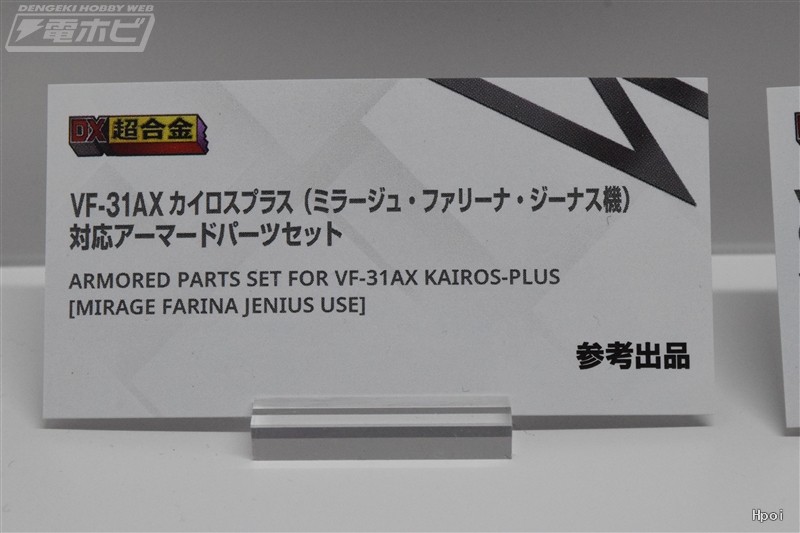 DENGEKI HOBBY WEB
電ホビ
DX超合金
VF-31AX カイロスプラス（ミラージュ・ファリーナ・ジーナス機）
対応アーマードパーツセット
ARMORED PARTS SET FOR VF-31AX KAIROS-PLUS
[MIRAGE FARINA JENIUS USE]
参考出品
Hpoi